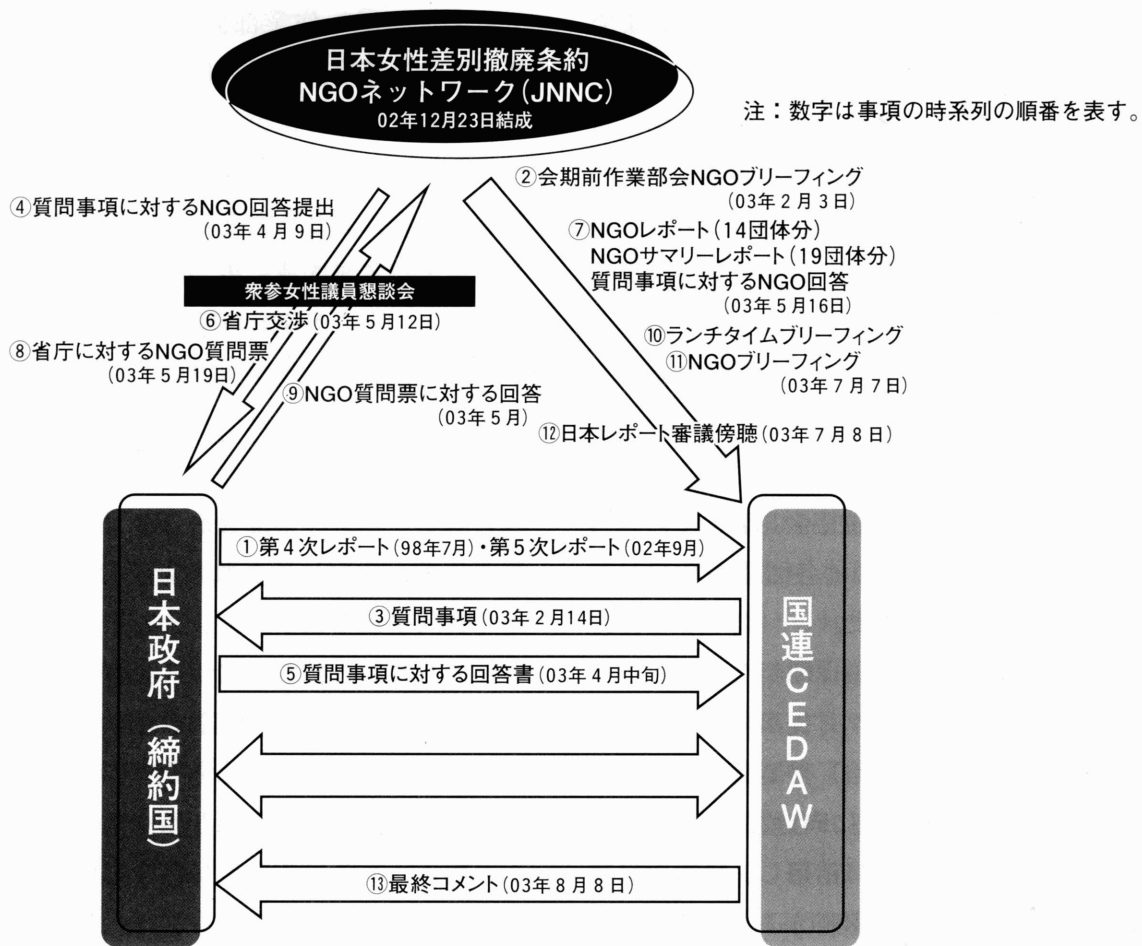 日本女性差別撤廃条約
NGOネットワーク(JNNC)
02年12月23日結成
注：数字は事項の時系列の順番を表す。
②会期前作業部会NGOブリーフィング
(03年2月3日)
④質問事項に対するNGO回答提出
(03年4月9日)
⑦NGOレポート(14団体分)
NGOサマリーレポート(19団体分)
質問事項に対するNGO回答
(03年5月16日)
衆参女性議員懇談会
⑥省庁交渉(03年5月12日)
⑧省庁に対するNGO質問票
(03年5月19日)
⑩ランチタイムブリーフィング
⑪NGOブリーフィング
(03年7月7日)
⑨NGO質問票に対する回答
(03年5月)
⑫日本レポート審議傍聴(03年7月8日)
①第4次レポート(98年7月)・第5次レポート(02年9月)
③質問事項(03年2月14日)
⑤質問事項に対する回答書(03年4月中旬)
⑬最終コメント(03年8月8日)
日本政府（締約国）
国連CEDAW